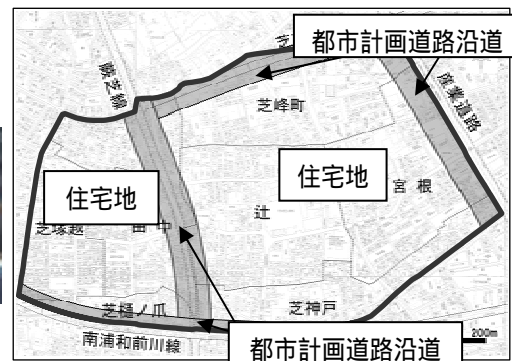 都市計画道路沿道
蕨芝線
産業道路
芝峰町
住宅地
住宅地
宮根
辻
芝塚越
田中
芝樋ノ爪
芝神戸
南浦和前川線
都市計画道路沿道
200m